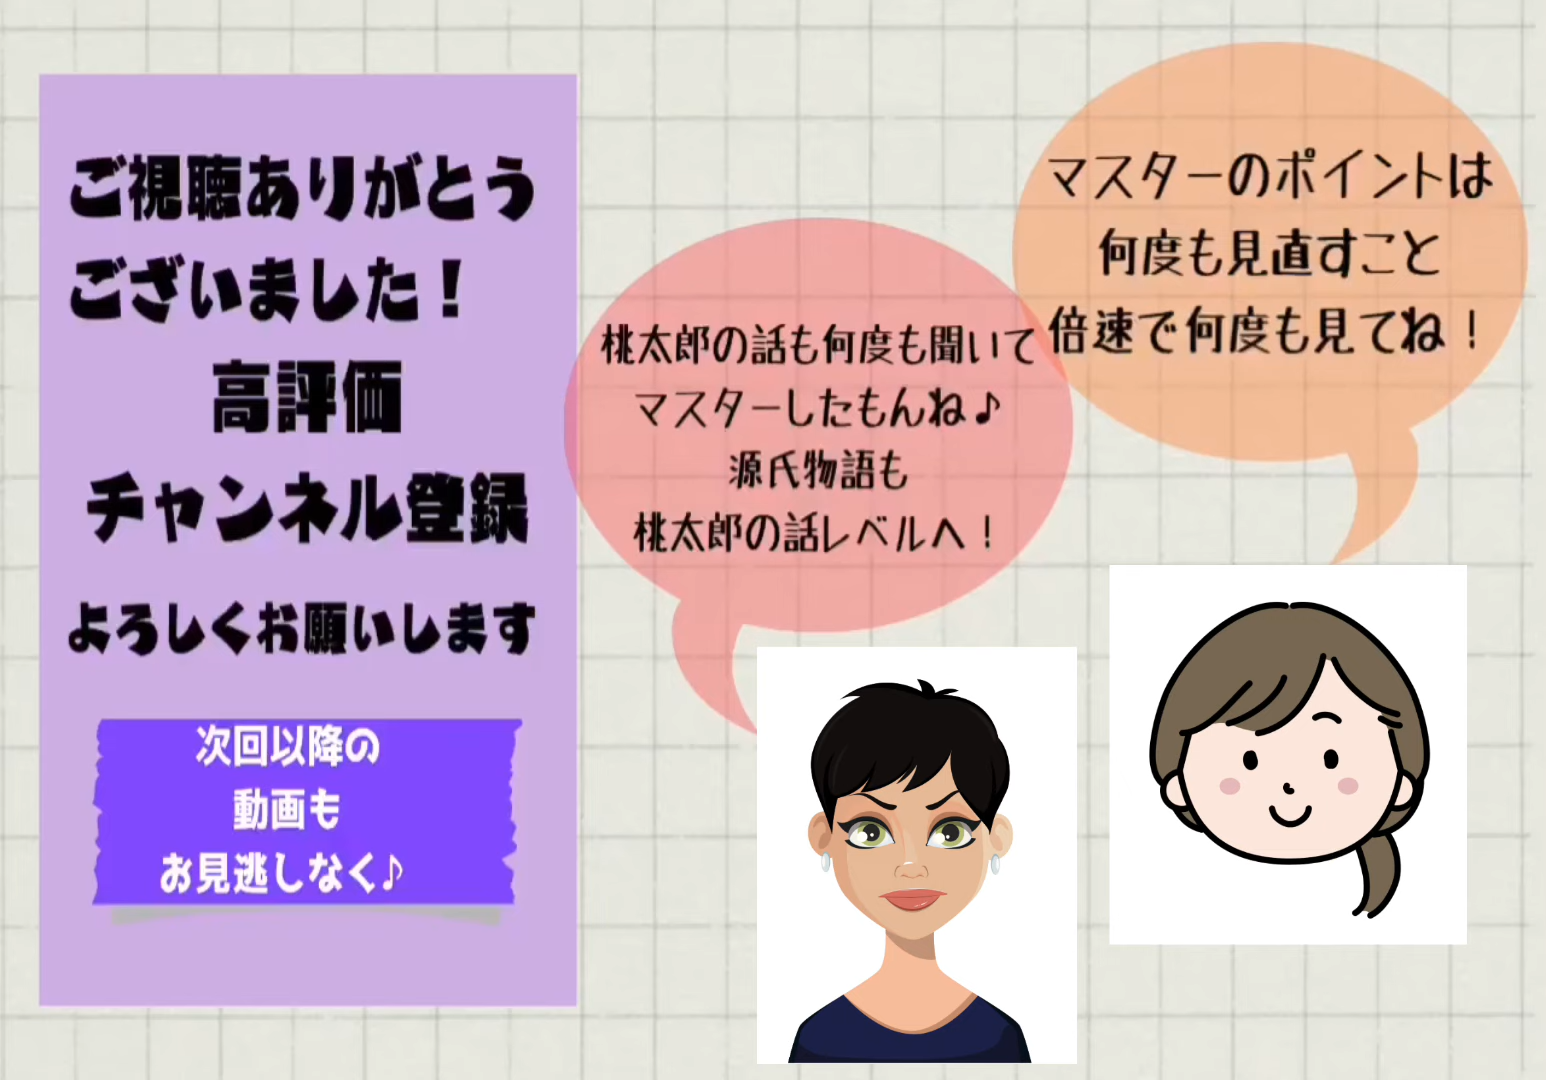 ご視聴ありがとう
ございました！
高評価
チャンネル登録
よろしくお願いします
次回以降の
動画も
お見逃しなく♪
桃太郎の話も何度も聞いて
マスターしたもんね♪
源氏物語も
桃太郎の話レベルへ！
マスターのポイントは
何度も見直すこと
倍速で何度も見てね！